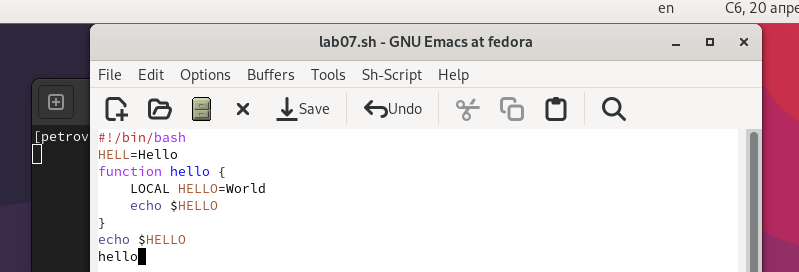 en С6, 20 апре
lab07.sh - GNU Emacs at fedora
File Edit Options Buffers Tools Sh-Script Help
Save Undo
[petrov
#!/bin/bash
HELL=Hello
function hello {
    LOCAL HELLO=World
    echo $HELLO
}
echo $HELLO
hello